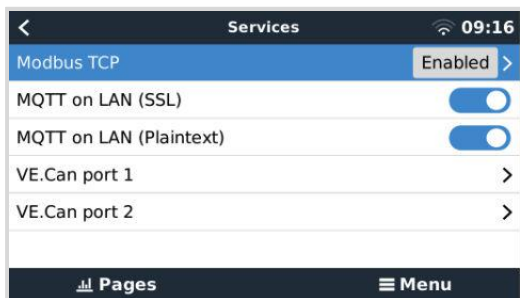 Services 09:16
Modbus TCP Enabled
MQTT on LAN (SSL)
MQTT on LAN (Plaintext)
VE.Can port 1
VE.Can port 2
Pages Menu